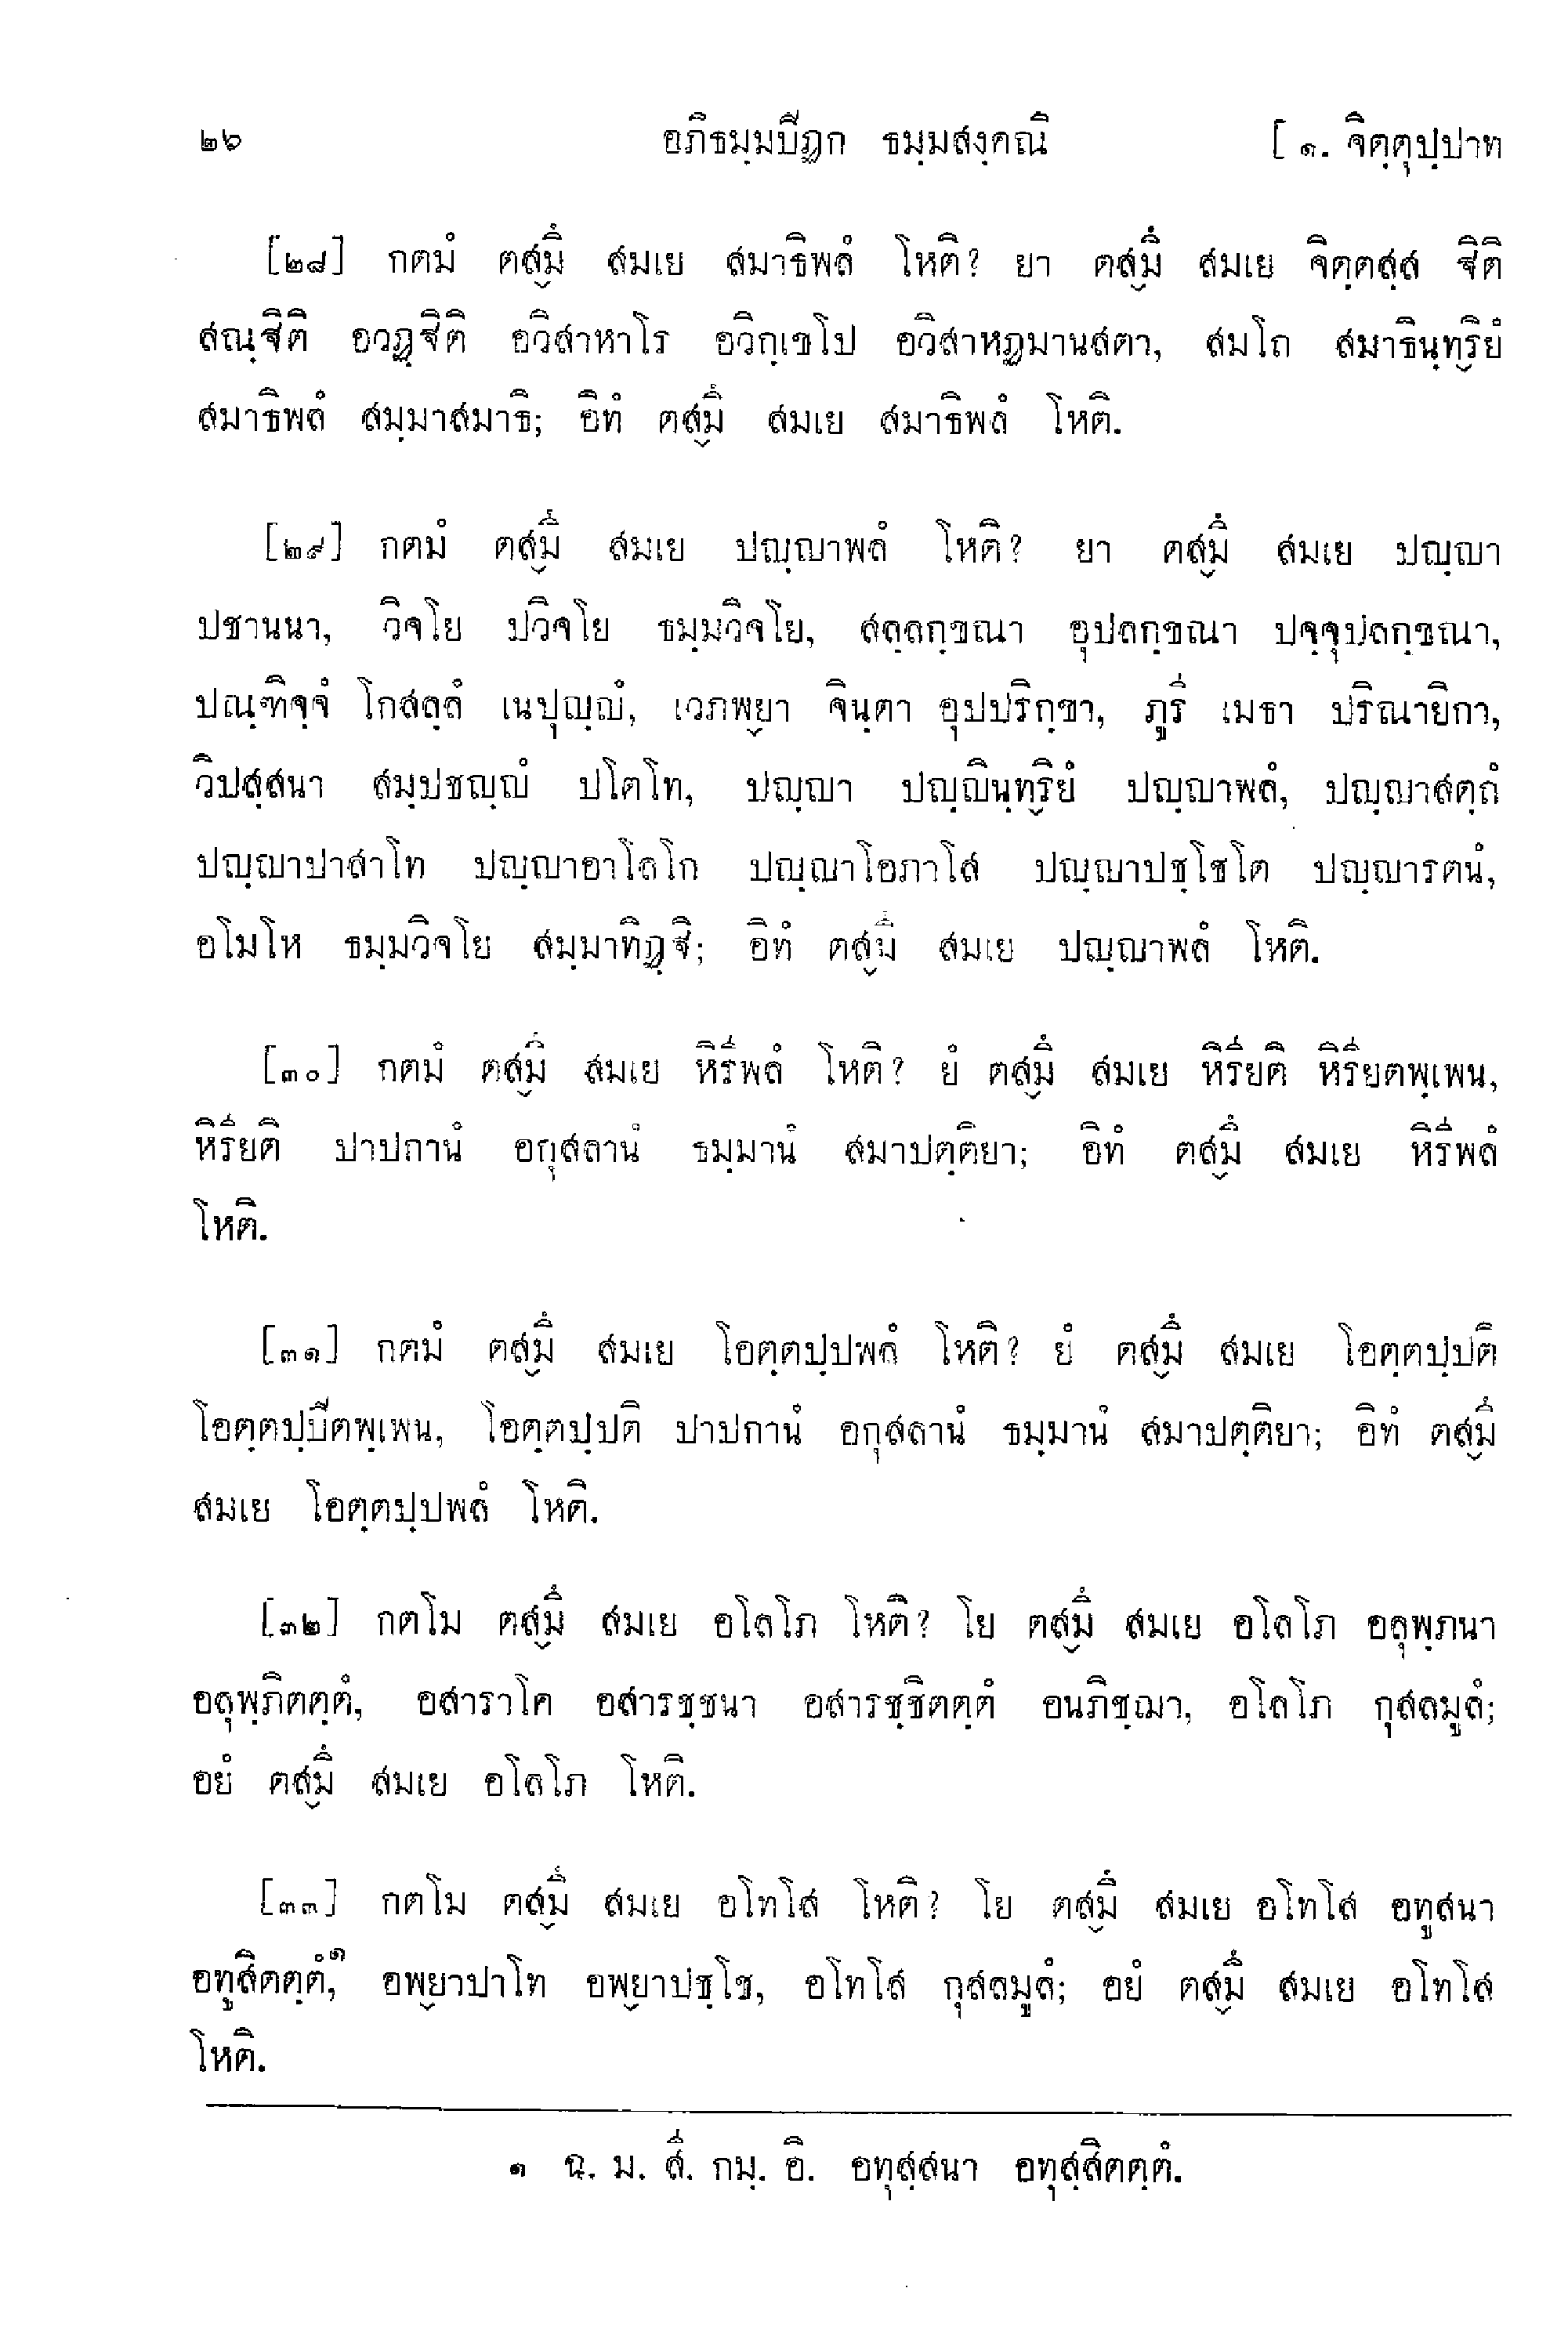 ๒๖ อภิธมฺมปีฏก ธมฺมสงฺคณิ [ ๑. จิตฺตุปฺปาท
[๒๘] กตมํ ตสฺมึ สมเย สมาธิพลํ โหติ? ยา ตสฺมึ สมเย จิตฺตสฺส ฐิติ
สณฺฐิติ อวฏฺฐิติ อวิสาหาโร อวิกฺเขโป อวิสาหฏมานสตา, สมโถ สมาธินฺทฺริยํ
สมาธิพลํ สมฺมาสมาธิ; อิทํ ตสฺมึ สมเย สมาธิพลํ โหติ.
[๒๙] กตมํ ตสฺมึ สมเย ปญฺญาพลํ โหติ? ยา ตสฺมึ สมเย ปญฺญา
ปชานนา, วิจโย ปวิจโย ธมฺมวิจโย, สลฺลกฺขณา อุปลกฺขณา ปจฺจุปลกฺขณา,
ปณฺฑิจฺจํ โกสลฺลํ เนปุญฺญํ, เวภพฺยา จินฺตา อุปปริกฺขา, ภูรี เมธา ปริณายิกา,
วิปสฺสนา สมฺปชญฺญํ ปโตโท, ปญฺญา ปญฺญินฺทฺริยํ ปญฺญาพลํ, ปญฺญาสตฺถํ
ปญฺญาปาสาโท ปญฺญาอาโลโก ปญฺญาโอภาโส ปญฺญาปชฺโชโต ปญฺญารตนํ,
อโมโห ธมฺมวิจโย สมฺมาทิฏฺฐิ; อิทํ ตสฺมึ สมเย ปญฺญาพลํ โหติ.
[๓๐] กตมํ ตสฺมึ สมเย หิรีพลํ โหติ? ยํ ตสฺมึ สมเย หิรียติ หิรียตพฺเพน,
หิรียติ ปาปกานํ อกุสลานํ ธมฺมานํ สมาปตฺติยา; อิทํ ตสฺมึ สมเย หิรีพลํ
โหติ.
[๓๑] กตมํ ตสฺมึ สมเย โอตฺตปฺปพลํ โหติ? ยํ ตสฺมึ สมเย โอตฺตปฺปติ
โอตฺตปฺปีตพฺเพน, โอตฺตปฺปติ ปาปกานํ อกุสลานํ ธมฺมานํ สมาปตฺติยา; อิทํ ตสฺมึ
สมเย โอตฺตปฺปพลํ โหติ.
[๓๒] กตโม ตสฺมึ สมเย อโลโภ โหติ? โย ตสฺมึ สมเย อโลโภ อลุพฺภนา
อลุพฺภิตตฺตํ, อสาราโค อสารชฺชนา อสารชฺชิตตฺตํ อนภิชฺฌา, อโลโภ กุสลมูลํ;
อยํ ตสฺมึ สมเย อโลโภ โหติ.
[๓๓] กตโม ตสฺมึ สมเย อโทโส โหติ? โย ตสฺมึ สมเย อโทโส อทูสนา
อทูสิตตฺตํ,๑ อพฺยาปาโท อพฺยาปชฺโช, อโทโส กุสลมูลํ; อยํ ตสฺมึ สมเย อโทโส
โหติ.
๑ ฉ. ม. สี. กมฺ. อิ. อทุสฺสนา อทุสฺสิตตฺตํ.